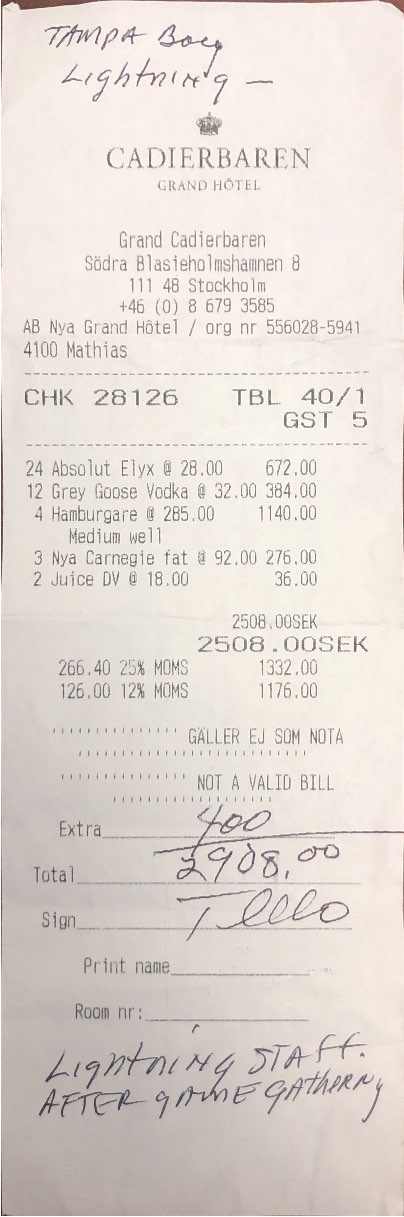 TAMPA Bay
Lightning —
CADIERBAREN
GRAND HÔTEL
Grand Cadierbaren
Södra Blasieholmshamnen 8
111 48 Stockholm
+46 (0) 8 679 3585
AB Nya Grand Hôtel / org nr 556028-5941
4100 Mathias
CHK 28126 TBL 40/1
GST 5
24 Absolut Elyx @ 28.00 672.00
12 Grey Goose Vodka @ 32.00 384.00
4 Hamburgare @ 285.00 1140.00
Medium well
3 Nya Carnegie fat @ 92.00 276.00
2 Juice DV @ 18.00 36.00
2508.00SEK
2508.00SEK
266.40 25% MOMS 1332.00
126.00 12% MOMS 1176.00
GÄLLER EJ SOM NOTA
NOT A VALID BILL
Extra 400
Total 2908.00
Sign
Print name
Room nr:
Lightning STAFF.
AFTER GAME GATHERING